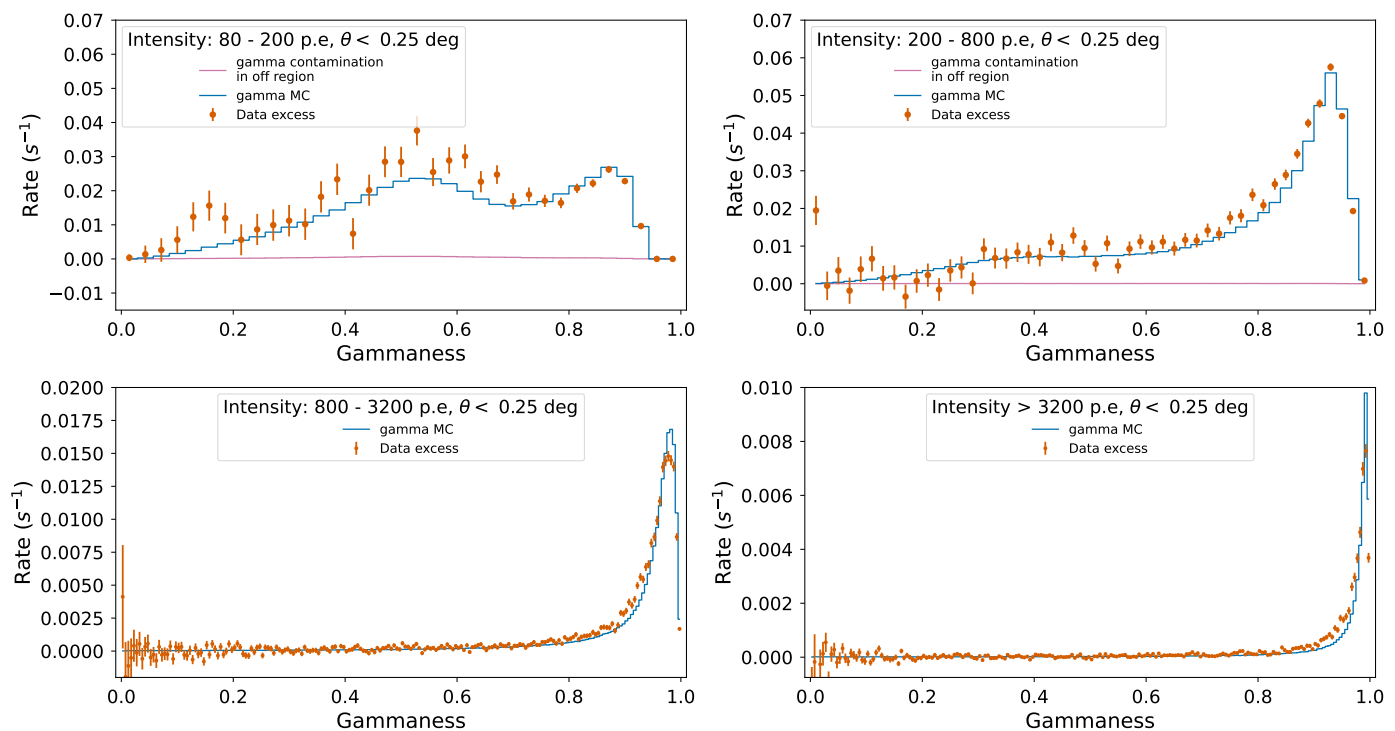 Intensity: 80 - 200 p.e, θ < 0.25 deg
gamma contamination
in off region
gamma MC
Data excess
Rate (s⁻¹)
0.07
0.06
0.05
0.04
0.03
0.02
0.01
0.00
−0.01
0.0 0.2 0.4 0.6 0.8 1.0
Gammaness
Intensity: 200 - 800 p.e, θ < 0.25 deg
gamma contamination
in off region
gamma MC
Data excess
Rate (s⁻¹)
0.07
0.06
0.05
0.04
0.03
0.02
0.01
0.00
0.0 0.2 0.4 0.6 0.8 1.0
Gammaness
Intensity: 800 - 3200 p.e, θ < 0.25 deg
gamma MC
Data excess
Rate (s⁻¹)
0.0200
0.0175
0.0150
0.0125
0.0100
0.0075
0.0050
0.0025
0.0000
0.0 0.2 0.4 0.6 0.8 1.0
Gammaness
Intensity > 3200 p.e, θ < 0.25 deg
gamma MC
Data excess
Rate (s⁻¹)
0.010
0.008
0.006
0.004
0.002
0.000
0.0 0.2 0.4 0.6 0.8 1.0
Gammaness